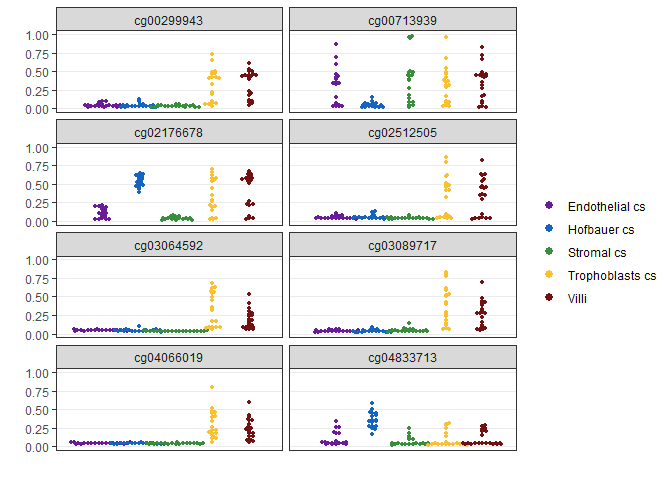 cg00299943 cg00713939
1.00
0.75
0.50
0.25
0.00
cg02176678 cg02512505
1.00
0.75
0.50
0.25
0.00
cg03064592 cg03089717
1.00
0.75
0.50
0.25
0.00
cg04066019 cg04833713
1.00
0.75
0.50
0.25
0.00
Endothelial cs
Hofbauer cs
Stromal cs
Trophoblasts cs
Villi